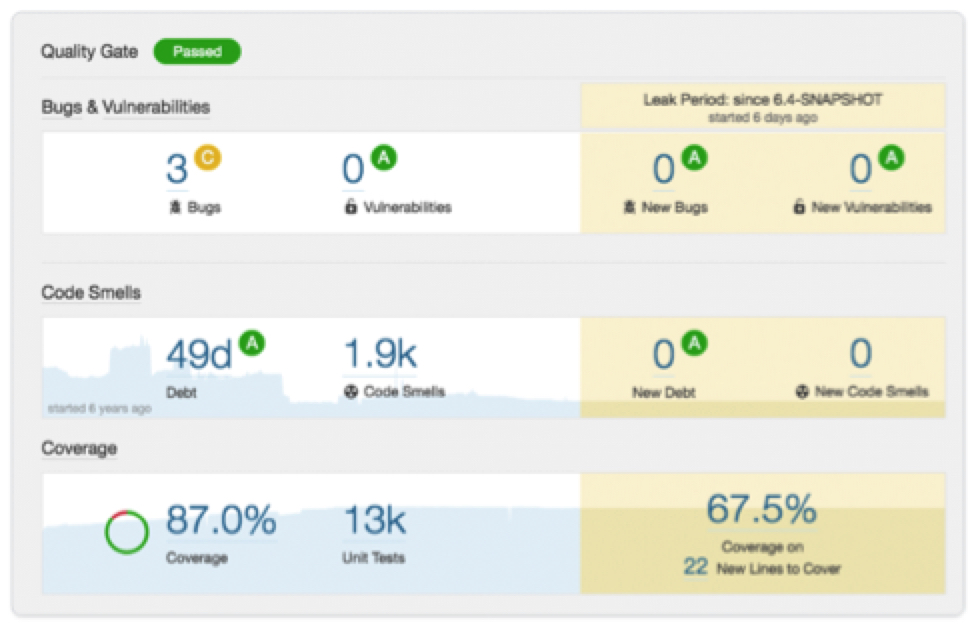 Quality Gate Passed
Bugs & Vulnerabilities
Leak Period: since 6.4-SNAPSHOT
started 6 days ago
3 C 0 A 0 A 0 A
Bugs Vulnerabilities New Bugs New Vulnerabilities
Code Smells
49d A 1.9k 0 A 0
Debt Code Smells New Debt New Code Smells
started 6 years ago
Coverage
87.0% 13k 67.5%
Coverage Unit Tests Coverage on
22 New Lines to Cover